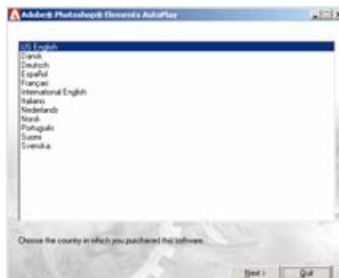 Adobe® Photoshop® Elements AutoPlay
US English
Dansk
Deutsch
Español
Français
International English
Italiano
Nederlands
Norsk
Português
Suomi
Svenska
Choose the country in which you purchased this software.
Next > Quit